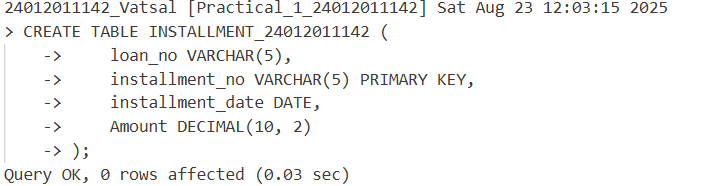 24012011142_Vatsal [Practical_1_24012011142] Sat Aug 23 12:03:15 2025
> CREATE TABLE INSTALLMENT_24012011142 (
    ->     loan_no VARCHAR(5),
    ->     installment_no VARCHAR(5) PRIMARY KEY,
    ->     installment_date DATE,
    ->     Amount DECIMAL(10, 2)
    -> );
Query OK, 0 rows affected (0.03 sec)